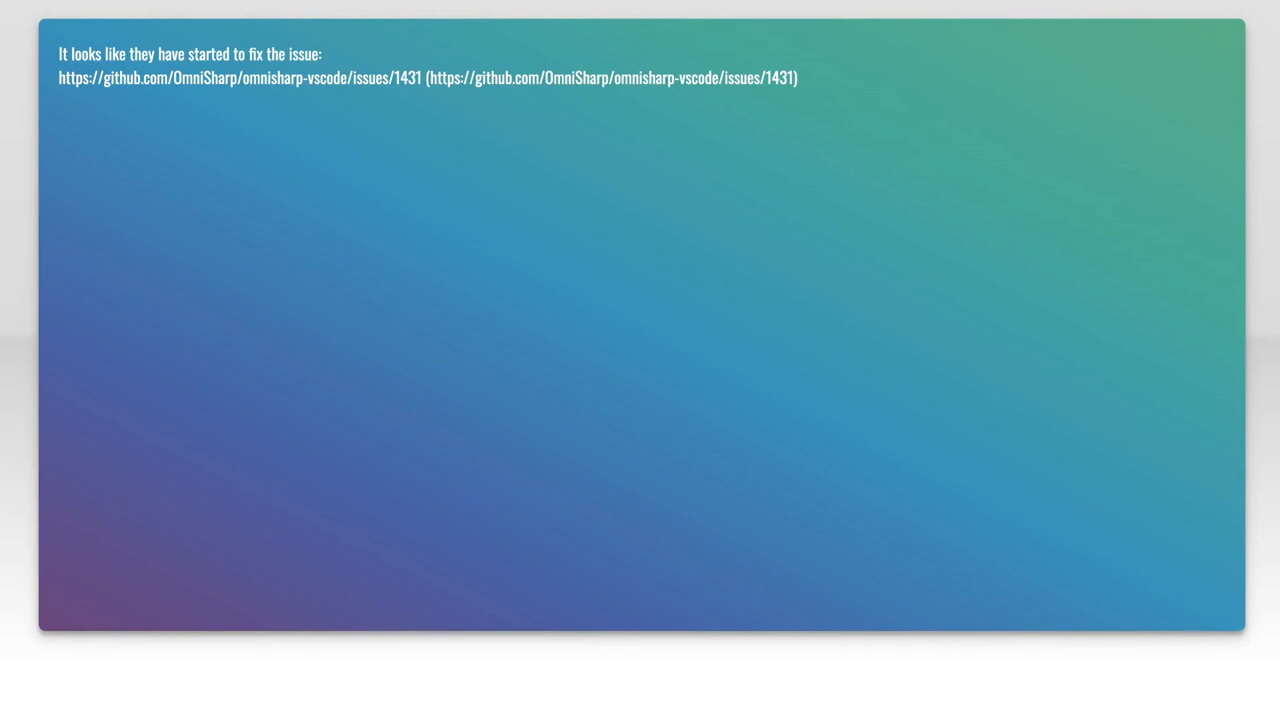 It looks like they have started to fix the issue:
https://github.com/OmniSharp/omnisharp-vscode/issues/1431 (https://github.com/OmniSharp/omnisharp-vscode/issues/1431)